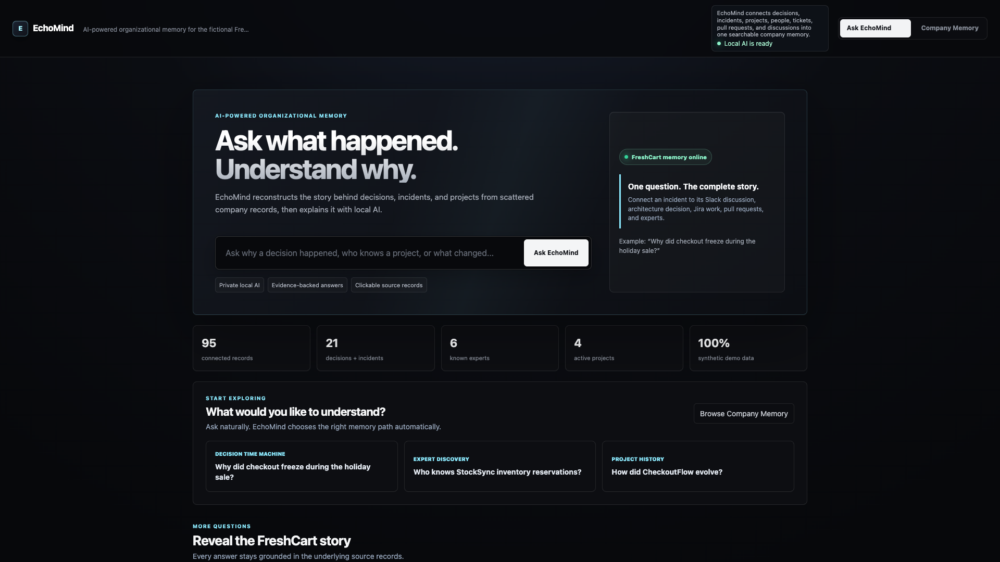 E
EchoMind
AI-powered organizational memory for the fictional Fre...
EchoMind connects decisions,
incidents, projects, people, tickets,
pull requests, and discussions into
one searchable company memory.
Local AI is ready
Ask EchoMind
Company Memory
AI-POWERED ORGANIZATIONAL MEMORY
Ask what happened.
Understand why.
EchoMind reconstructs the story behind decisions, incidents, and projects from scattered
company records, then explains it with local AI.
Ask why a decision happened, who knows a project, or what changed...
Ask EchoMind
Private local AI
Evidence-backed answers
Clickable source records
FreshCart memory online
One question. The complete story.
Connect an incident to its Slack discussion,
architecture decision, Jira work, pull requests,
and experts.
Example: “Why did checkout freeze during the
holiday sale?”
95
connected records
21
decisions + incidents
6
known experts
4
active projects
100%
synthetic demo data
START EXPLORING
What would you like to understand?
Ask naturally. EchoMind chooses the right memory path automatically.
Browse Company Memory
DECISION TIME MACHINE
Why did checkout freeze during the holiday
sale?
EXPERT DISCOVERY
Who knows StockSync inventory reservations?
PROJECT HISTORY
How did CheckoutFlow evolve?
MORE QUESTIONS
Reveal the FreshCart story
Every answer stays grounded in the underlying source records.